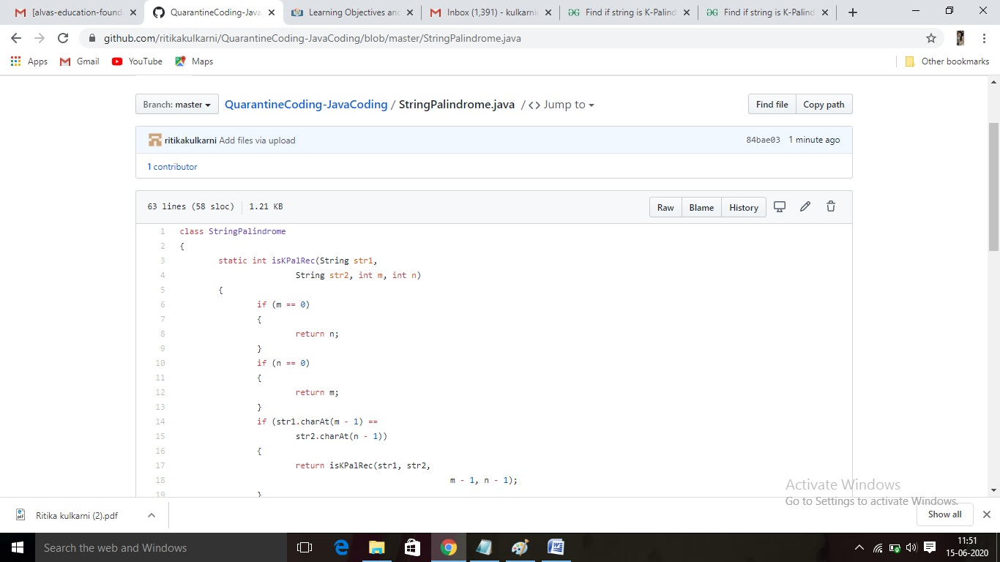 [alvas-education-found
QuarantineCoding-Java
Learning Objectives and
Inbox (1,391) - kulkarni
Find if string is K-Palind
Find if string is K-Palind
github.com/ritikakulkarni/QuarantineCoding-JavaCoding/blob/master/StringPalindrome.java
Apps Gmail YouTube Maps Other bookmarks
Branch: master QuarantineCoding-JavaCoding / StringPalindrome.java / <> Jump to Find file Copy path
ritikakulkarni Add files via upload 84bae03 1 minute ago
1 contributor
63 lines (58 sloc) 1.21 KB Raw Blame History
1 class StringPalindrome
2 {
3 static int isKPalRec(String str1,
4 String str2, int m, int n)
5 {
6 if (m == 0)
7 {
8 return n;
9 }
10 if (n == 0)
11 {
12 return m;
13 }
14 if (str1.charAt(m - 1) ==
15 str2.charAt(n - 1))
16 {
17 return isKPalRec(str1, str2,
18 m - 1, n - 1);
19 }
Activate Windows
Go to Settings to activate Windows.
Ritika kulkarni (2).pdf Show all
Search the web and Windows
11:51
15-06-2020